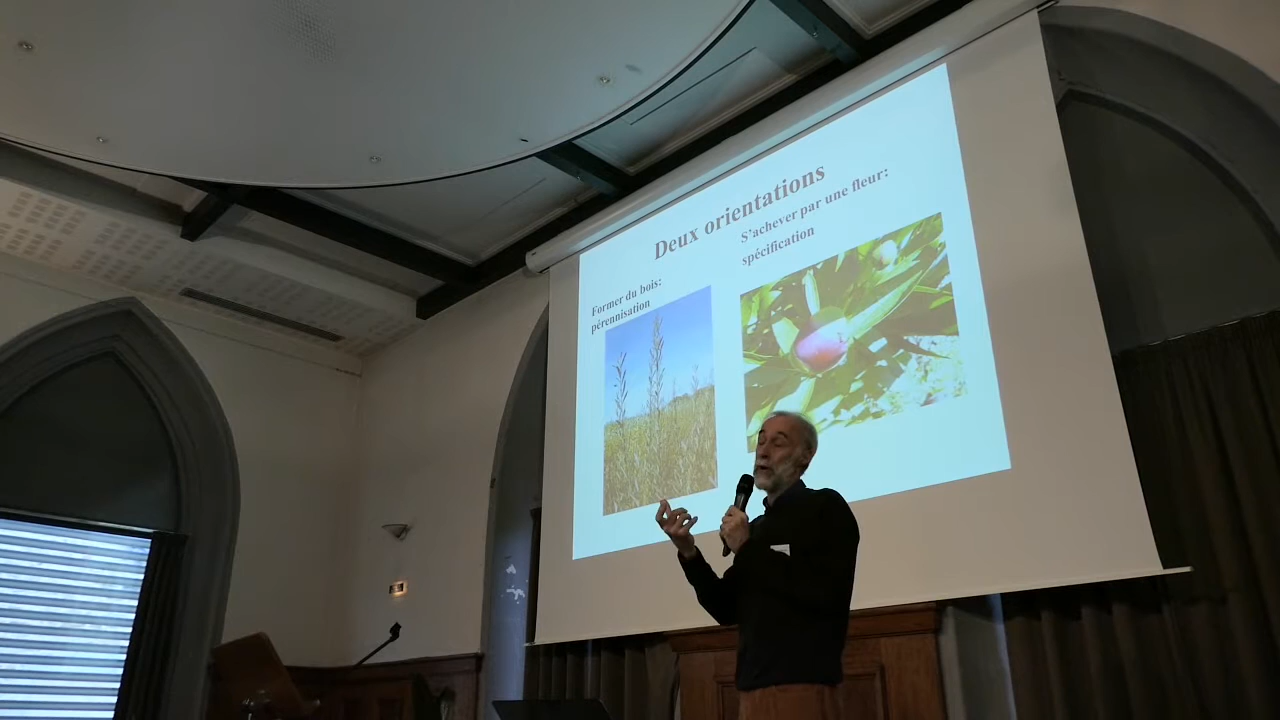 Deux orientations
Former du bois:
pérennisation
S'achever par une fleur:
spécification